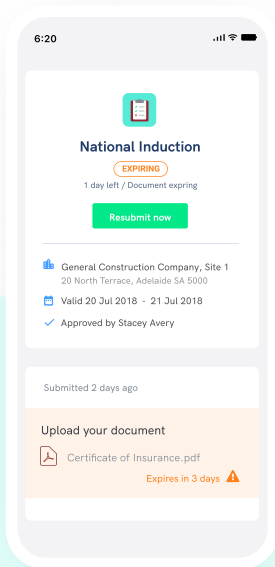 6:20
National Induction
EXPIRING
1 day left / Document expring
Resubmit now
General Construction Company, Site 1
20 North Terrace, Adelaide SA 5000
Valid 20 Jul 2018 - 21 Jul 2018
Approved by Stacey Avery
Submitted 2 days ago
Upload your document
Certificate of Insurance.pdf
Expires in 3 days